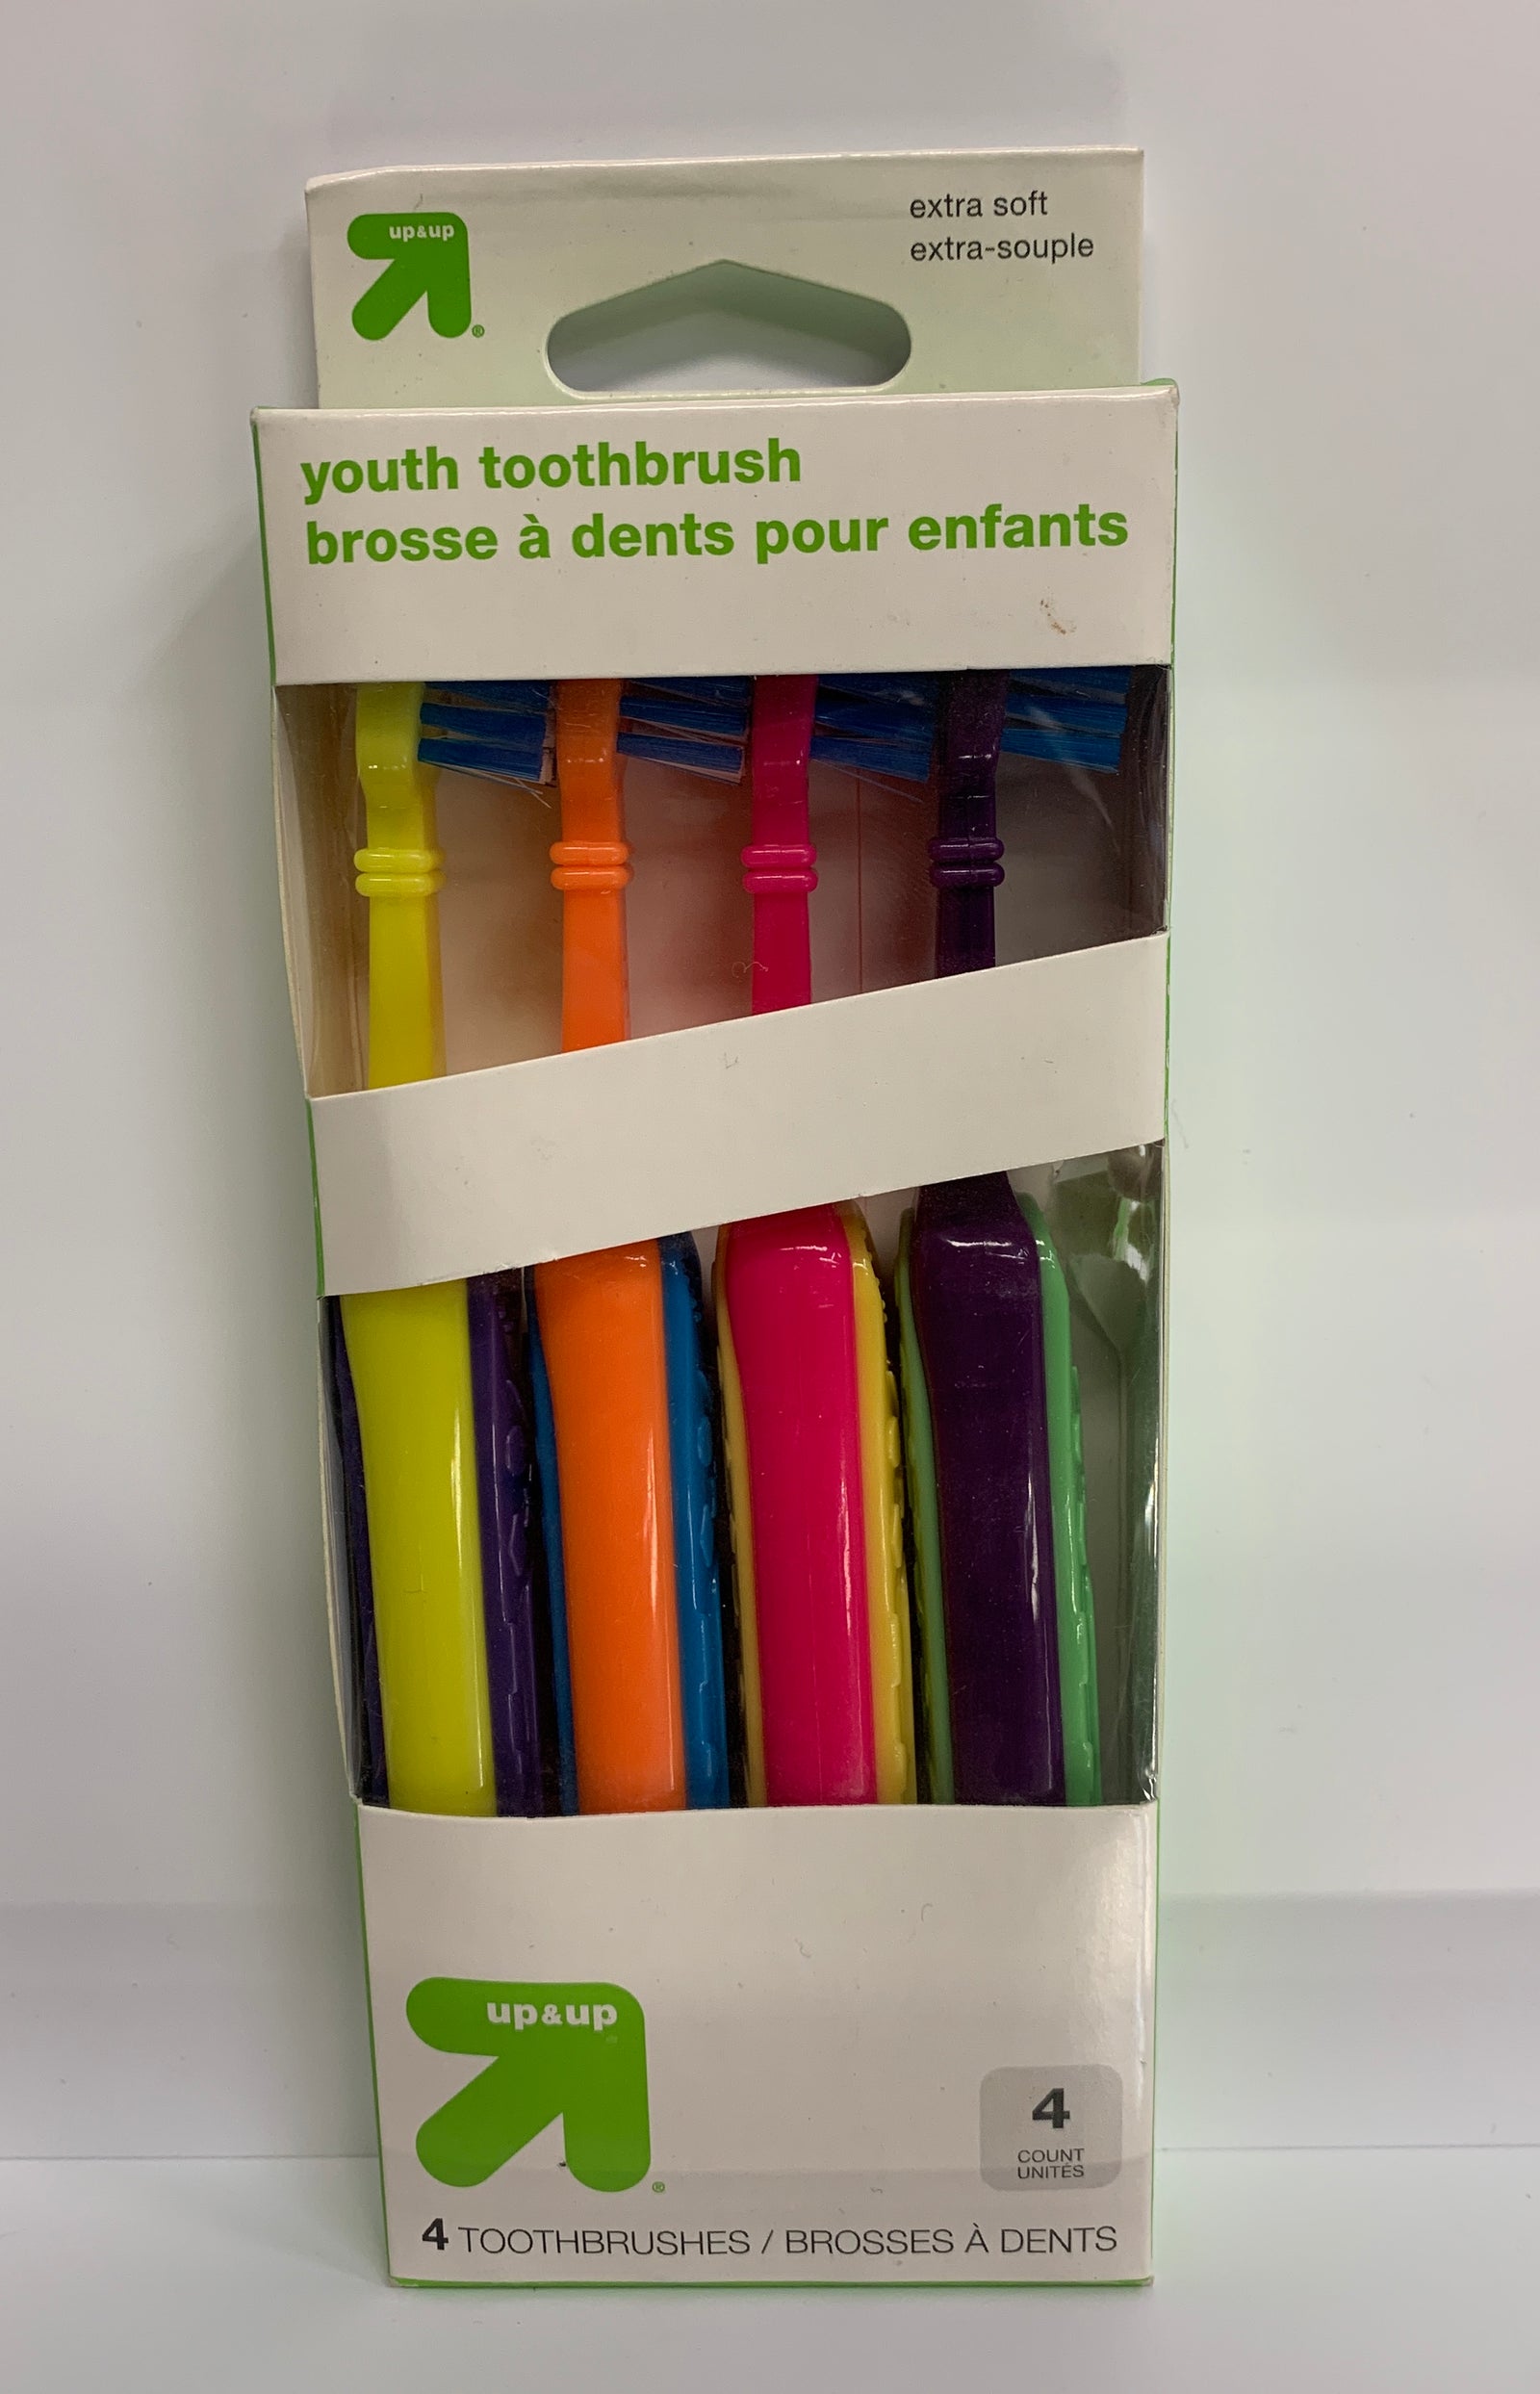 up&up
®
extra soft
extra-souple
youth toothbrush
brosse à dents pour enfants
up&up
®
4
COUNT
UNITÉS
4 TOOTHBRUSHES / BROSSES À DENTS